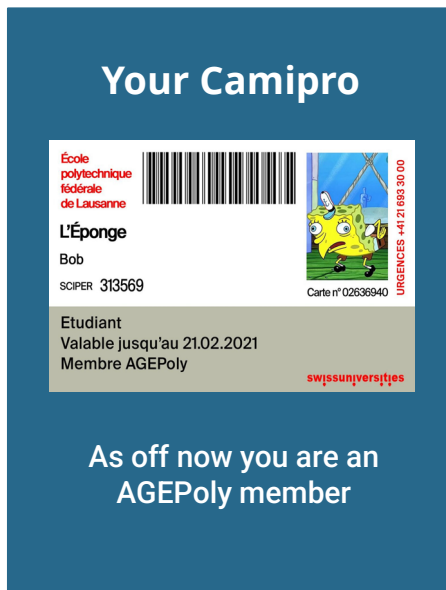 Your Camipro
École
polytechnique
fédérale
de Lausanne
L'Éponge
Bob
SCIPER 313569
Carte n° 02636940
URGENCES +41 21 693 30 00
Etudiant
Valable jusqu'au 21.02.2021
Membre AGEPoly
swissuniversities
As off now you are an
AGEPoly member